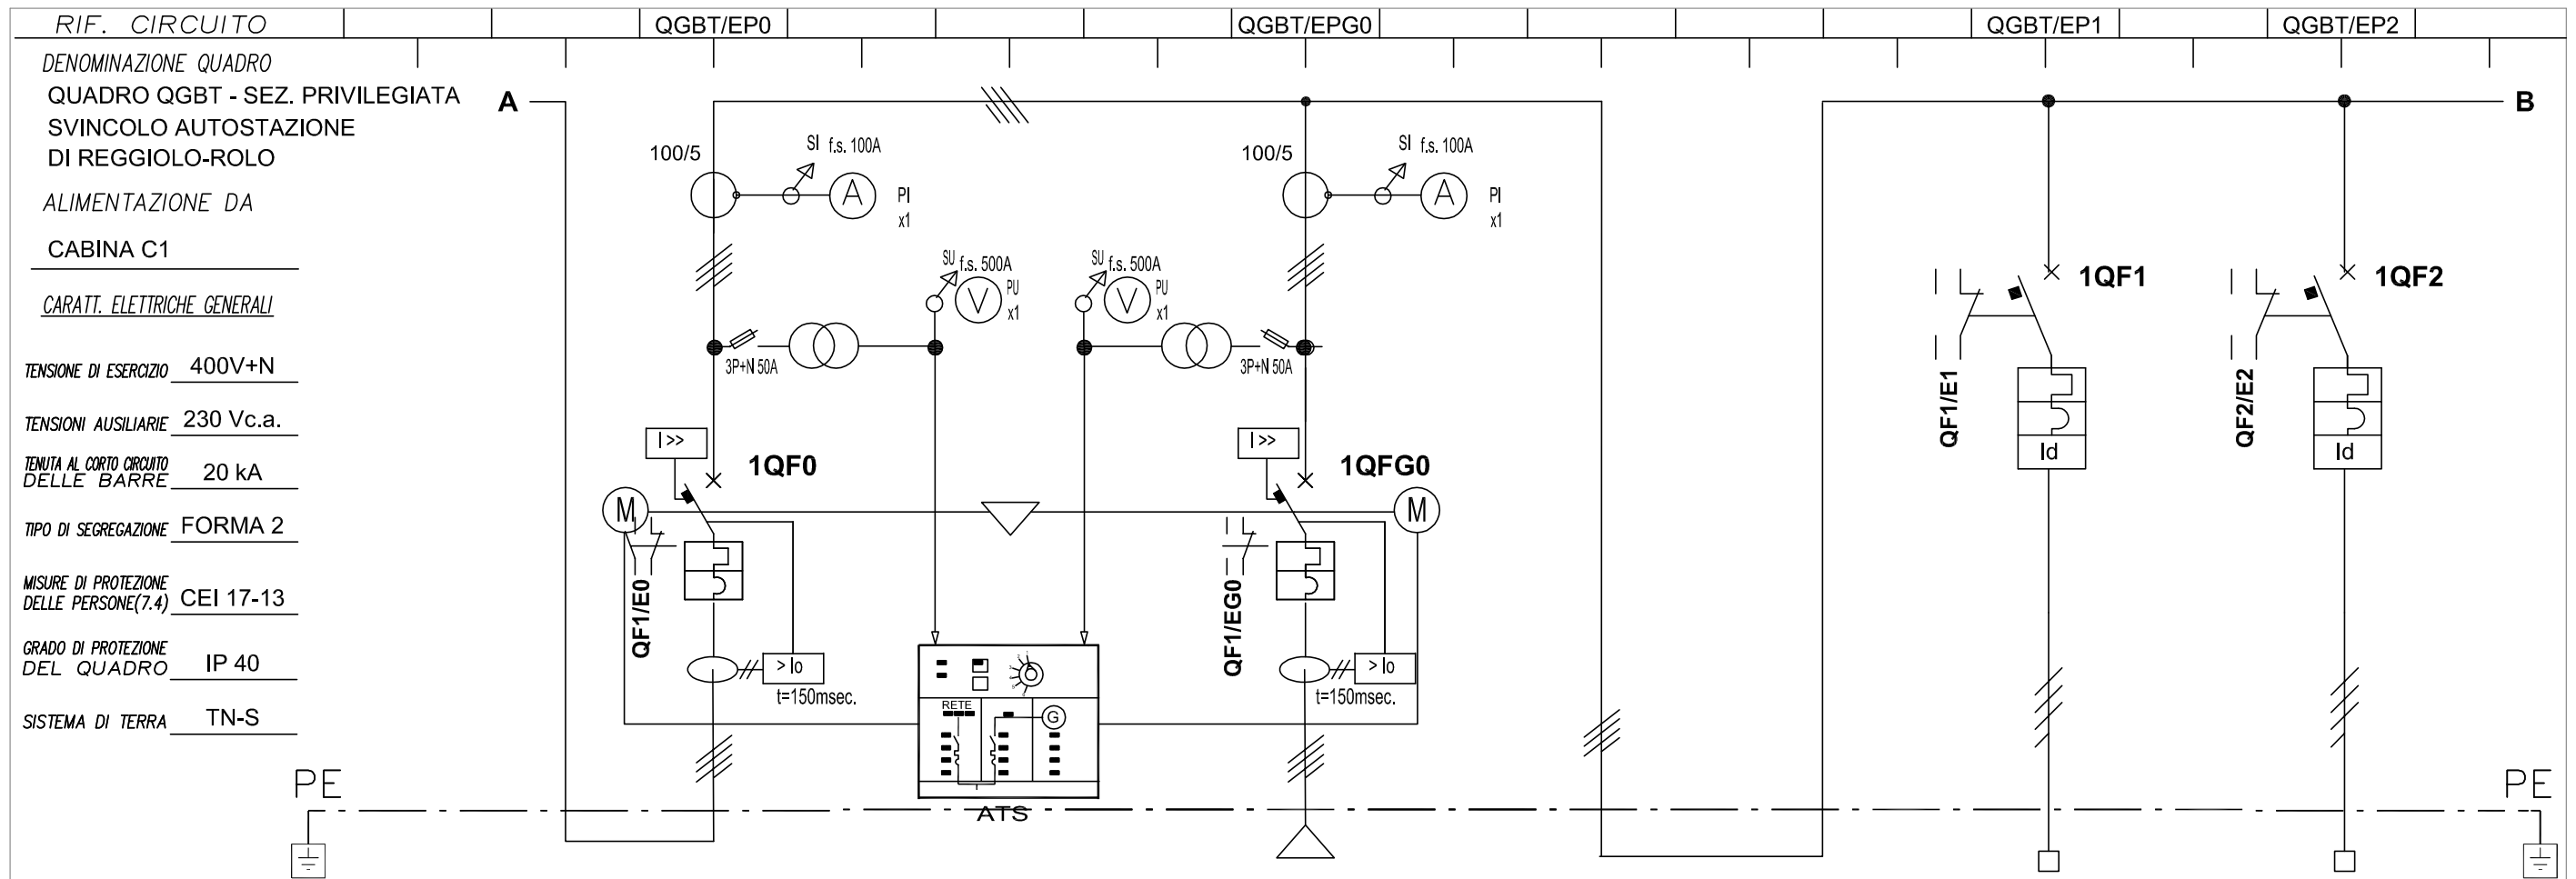 RIF. CIRCUITO
QGBT/EP0
QGBT/EPG0
QGBT/EP1
QGBT/EP2
DENOMINAZIONE QUADRO
QUADRO QGBT - SEZ. PRIVILEGIATA
SVINCOLO AUTOSTAZIONE
DI REGGIOLO-ROLO
ALIMENTAZIONE DA
CABINA C1
CARATT. ELETTRICHE GENERALI
TENSIONE DI ESERCIZIO 400V+N
TENSIONI AUSILIARIE 230 Vc.a.
TENUTA AL CORTO CIRCUITO
DELLE BARRE 20 kA
TIPO DI SEGREGAZIONE FORMA 2
MISURE DI PROTEZIONE
DELLE PERSONE(7.4) CEI 17-13
GRADO DI PROTEZIONE
DEL QUADRO IP 40
SISTEMA DI TERRA TN-S
A
B
100/5
SI f.s. 100A
A
PI
x1
SU f.s. 500A
V
PU
x1
3P+N 50A
I >>
1QF0
M
QF1/E0
> Io
t=150msec.
100/5
SI f.s. 100A
A
PI
x1
SU f.s. 500A
V
PU
x1
3P+N 50A
I >>
1QFG0
M
QF1/EG0
> Io
t=150msec.
RETE
G
ATS
1QF1
QF1/E1
Id
1QF2
QF2/E2
Id
PE
PE